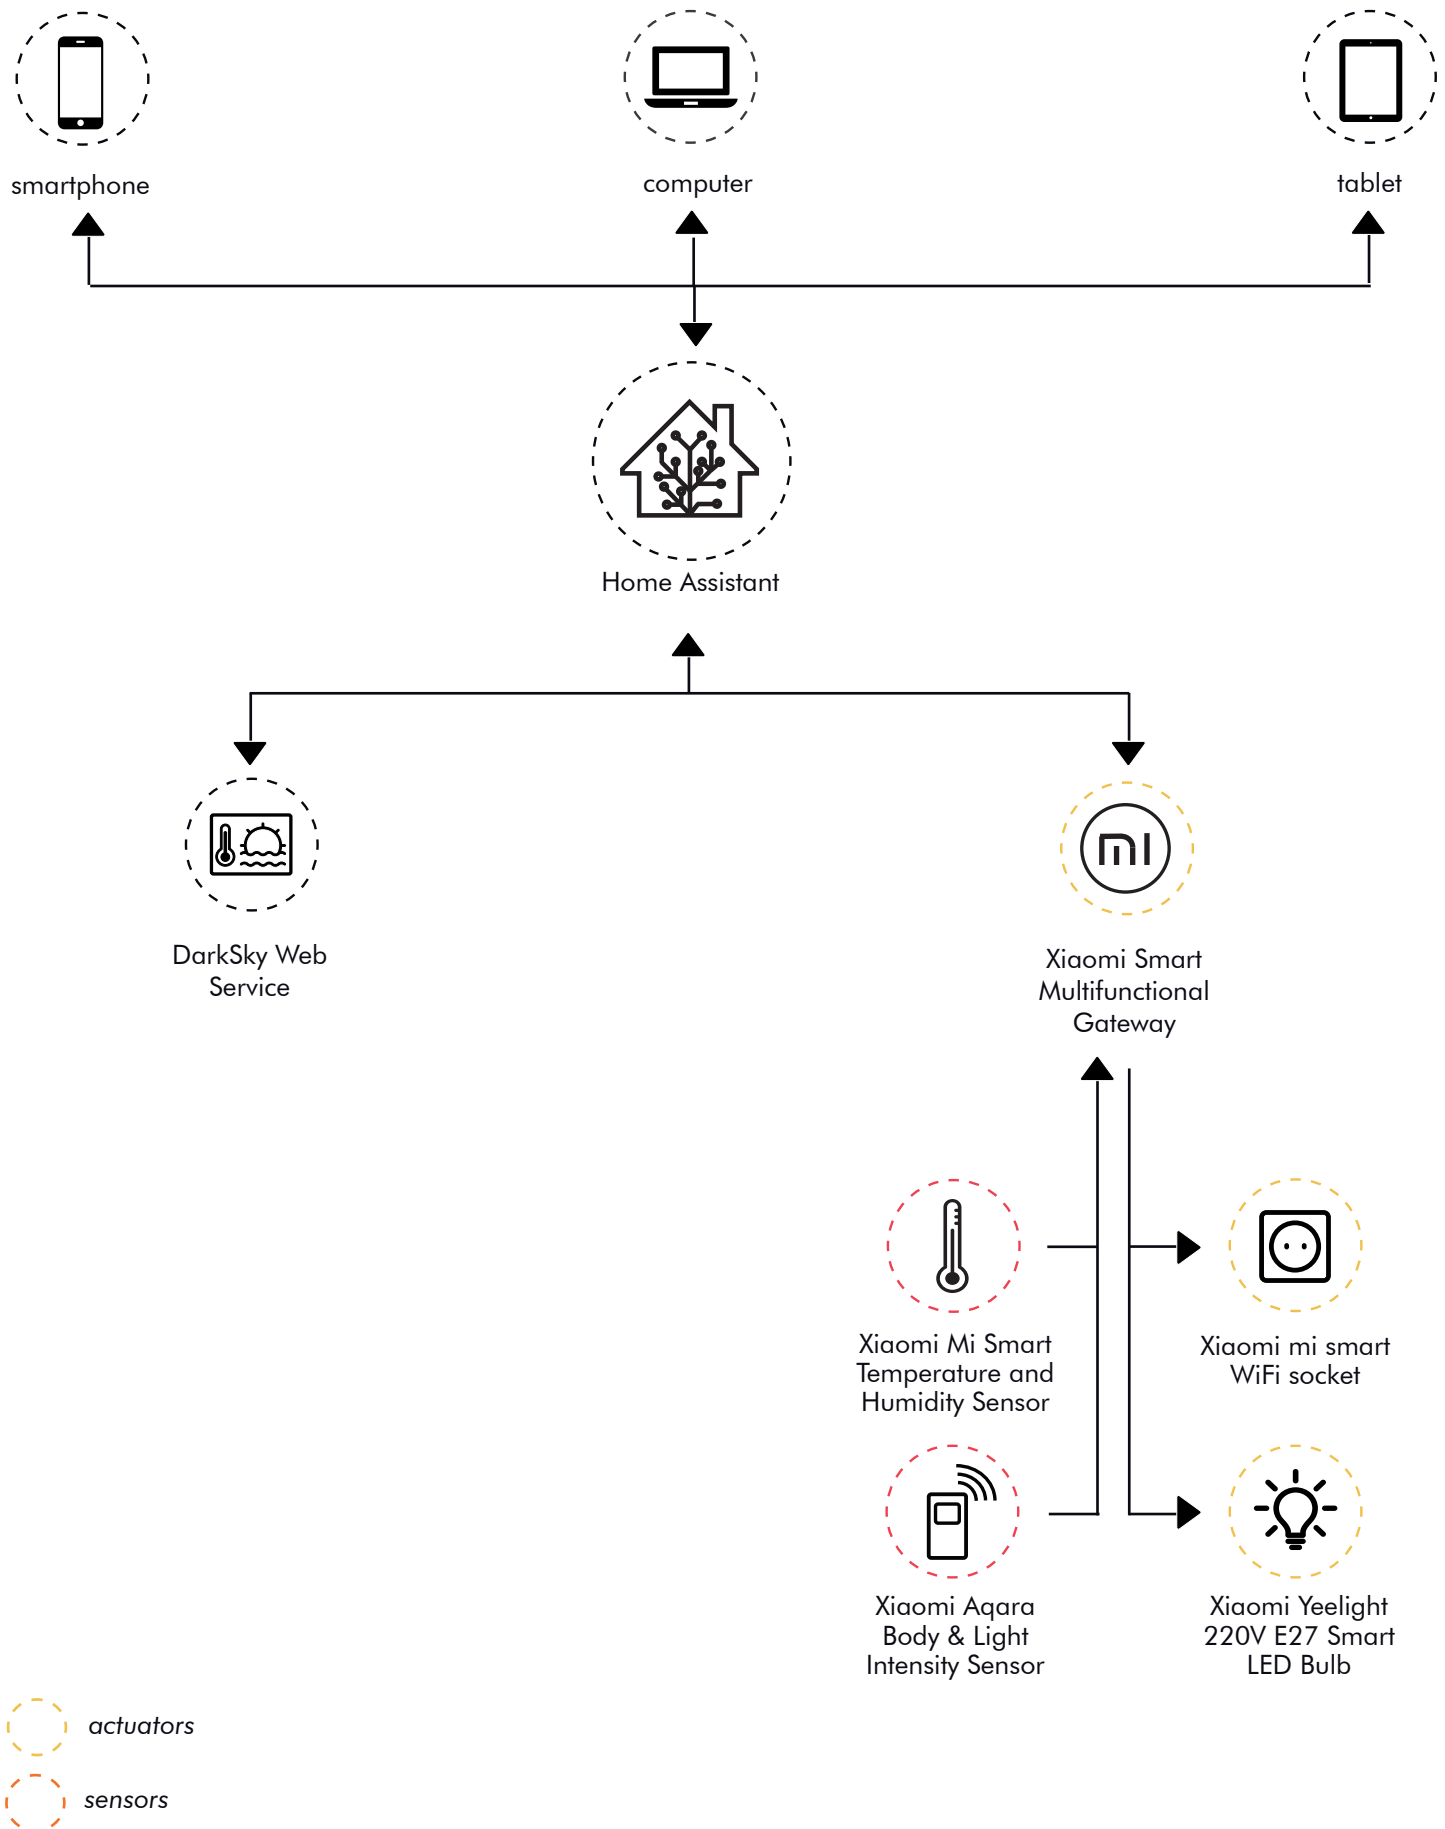 smartphone
computer
tablet
Home Assistant
DarkSky Web
Service
Xiaomi Smart
Multifunctional
Gateway
Xiaomi Mi Smart
Temperature and
Humidity Sensor
Xiaomi mi smart
WiFi socket
Xiaomi Aqara
Body & Light
Intensity Sensor
Xiaomi Yeelight
220V E27 Smart
LED Bulb
actuators
sensors